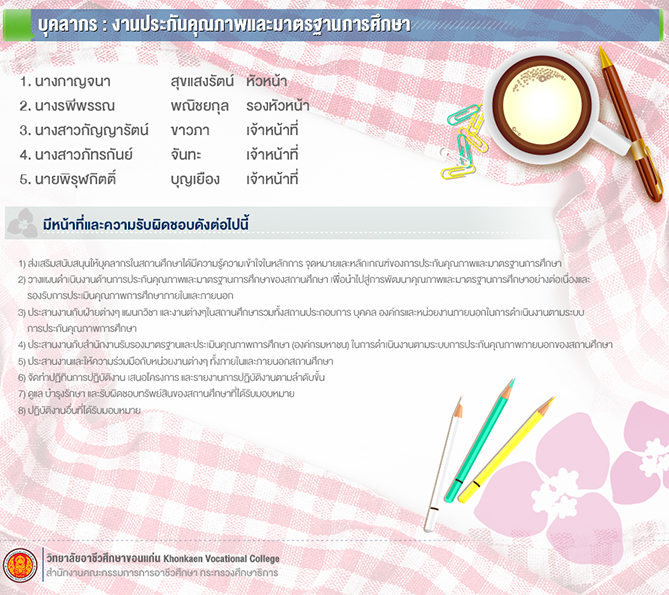 บุคลากร : งานประกันคุณภาพและมาตรฐานการศึกษา
1. นางกาญจนา สุขแสงรัตน์ หัวหน้า
2. นางรพีพรรณ พณิชยกุล รองหัวหน้า
3. นางสาวกัญญารัตน์ ขาวภา เจ้าหน้าที่
4. นางสาวภัทรกันย์ จันทะ เจ้าหน้าที่
5. นายพิรุฬกิตติ์ บุญเยือง เจ้าหน้าที่
มีหน้าที่และความรับผิดชอบดังต่อไปนี้
1) ส่งเสริมสนับสนุนให้บุคลากรในสถานศึกษาได้มีความรู้ความเข้าใจในหลักการ จุดหมายและหลักเกณฑ์ของการประกันคุณภาพและมาตรฐานการศึกษา
2) วางแผนดำเนินงานด้านการประกันคุณภาพและมาตรฐานการศึกษาของสถานศึกษา เพื่อนำไปสู่การพัฒนาคุณภาพและมาตรฐานการศึกษาอย่างต่อเนื่องและ
รองรับการประเมินคุณภาพการศึกษาภายในและภายนอก
3) ประสานงานกับฝ่ายต่างๆ แผนกวิชา และงานต่างๆในสถานศึกษารวมทั้งสถานประกอบการ บุคคล องค์กรและหน่วยงานภายนอกในการดำเนินงานตามระบบ
การประกันคุณภาพการศึกษา
4) ประสานงานกับสำนักงานรับรองมาตรฐานและประเมินคุณภาพการศึกษา (องค์กรมหาชน) ในการดำเนินงานตามระบบการประกันคุณภาพภายนอกของสถานศึกษา
5) ประสานงานและให้ความร่วมมือกับหน่วยงานต่างๆ ทั้งภายในและภายนอกสถานศึกษา
6) จัดทำปฏิทินการปฏิบัติงาน เสนอโครงการ และรายงานการปฏิบัติงานตามลำดับขั้น
7) ดูแล บำรุงรักษา และรับผิดชอบทรัพย์สินของสถานศึกษาที่ได้รับมอบหมาย
8) ปฏิบัติงานอื่นที่ได้รับมอบหมาย
วิทยาลัยอาชีวศึกษาขอนแก่น Khonkaen Vocational College
สำนักงานคณะกรรมการการอาชีวศึกษา กระทรวงศึกษาธิการ